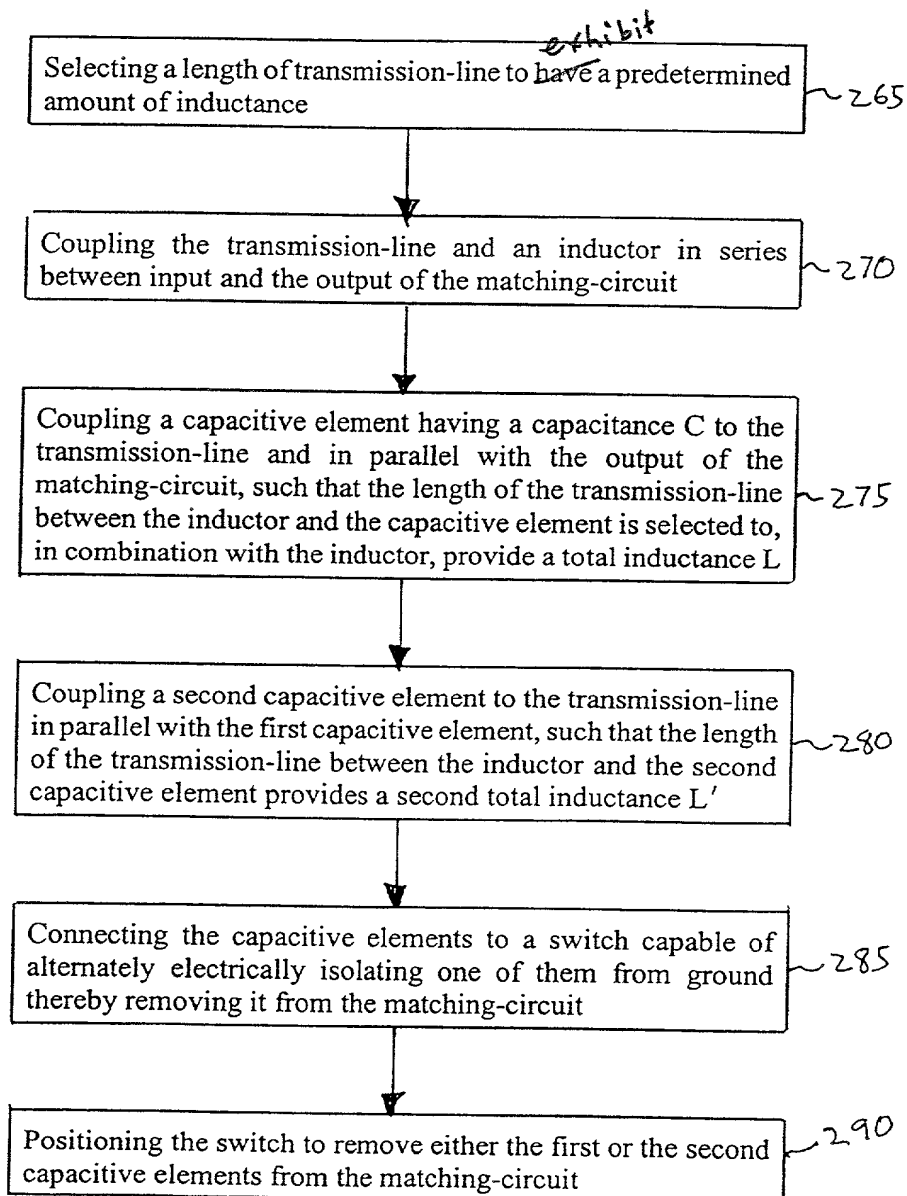 exhibit
Selecting a length of transmission-line to have a predetermined
amount of inductance
265
Coupling the transmission-line and an inductor in series
between input and the output of the matching-circuit
270
Coupling a capacitive element having a capacitance C to the
transmission-line and in parallel with the output of the
matching-circuit, such that the length of the transmission-line
between the inductor and the capacitive element is selected to,
in combination with the inductor, provide a total inductance L
275
Coupling a second capacitive element to the transmission-line
in parallel with the first capacitive element, such that the length
of the transmission-line between the inductor and the second
capacitive element provides a second total inductance L'
280
Connecting the capacitive elements to a switch capable of
alternately electrically isolating one of them from ground
thereby removing it from the matching-circuit
285
Positioning the switch to remove either the first or the second
capacitive elements from the matching-circuit
290